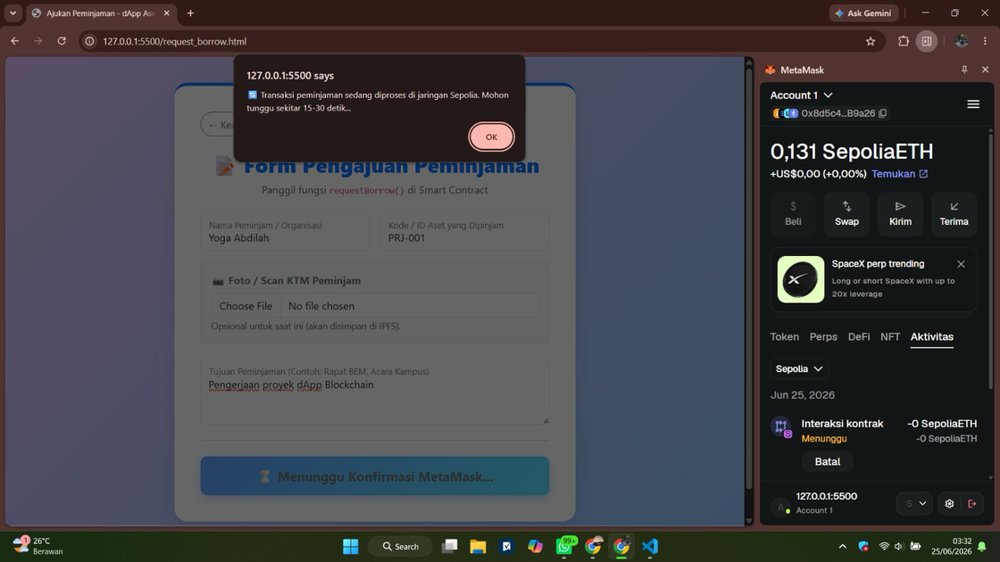 Ajukan Peminjaman - dApp As
Ask Gemini
127.0.0.1:5500/request_borrow.html
127.0.0.1:5500 says
Transaksi peminjaman sedang diproses di jaringan Sepolia. Mohon
tunggu sekitar 15-30 detik...
OK
← Ke
Form Pengajuan Peminjaman
Panggil fungsi requestBorrow() di Smart Contract
Nama Peminjam / Organisasi
Yoga Abdilah
Kode / ID Aset yang Dipinjam
PRJ-001
Foto / Scan KTM Peminjam
Choose File
No file chosen
Opsional untuk saat ini (akan disimpan di IPFS).
Tujuan Peminjaman (Contoh: Rapat BEM, Acara Kampus)
Pengerjaan proyek dApp Blockchain
Menunggu Konfirmasi MetaMask...
MetaMask
Account 1
0x8d5c4...B9a26
0,131 SepoliaETH
+US$0,00 (+0,00%) Temukan
Beli
Swap
Kirim
Terima
SpaceX perp trending
Long or short SpaceX with up to
20x leverage
Token
Perps
DeFi
NFT
Aktivitas
Sepolia
Jun 25, 2026
Interaksi kontrak
-0 SepoliaETH
Menunggu
-0 SepoliaETH
Batal
A
127.0.0.1:5500
Account 1
S
1
26°C
Berawan
Search
99+
03:32
25/06/2026